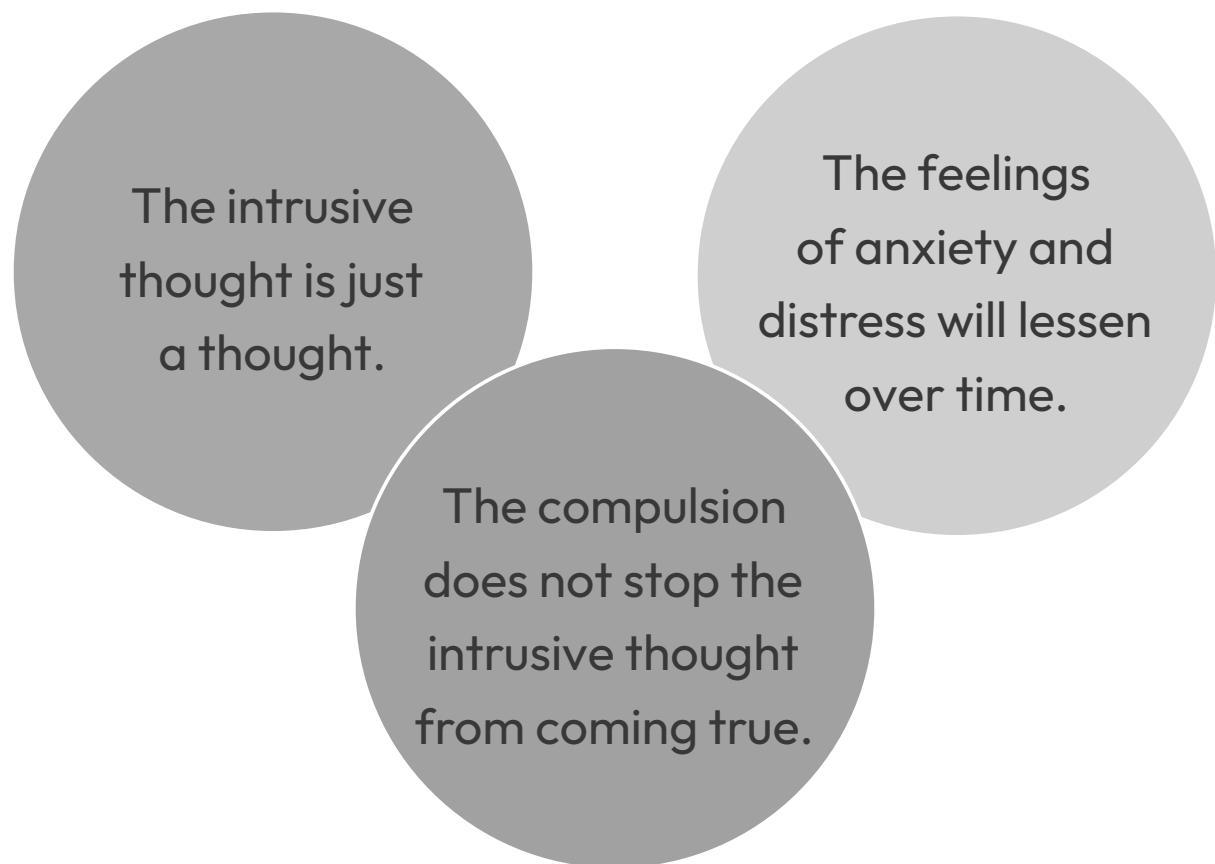 The intrusive
thought is just
a thought.
The feelings
of anxiety and
distress will lessen
over time.
The compulsion
does not stop the
intrusive thought
from coming true.